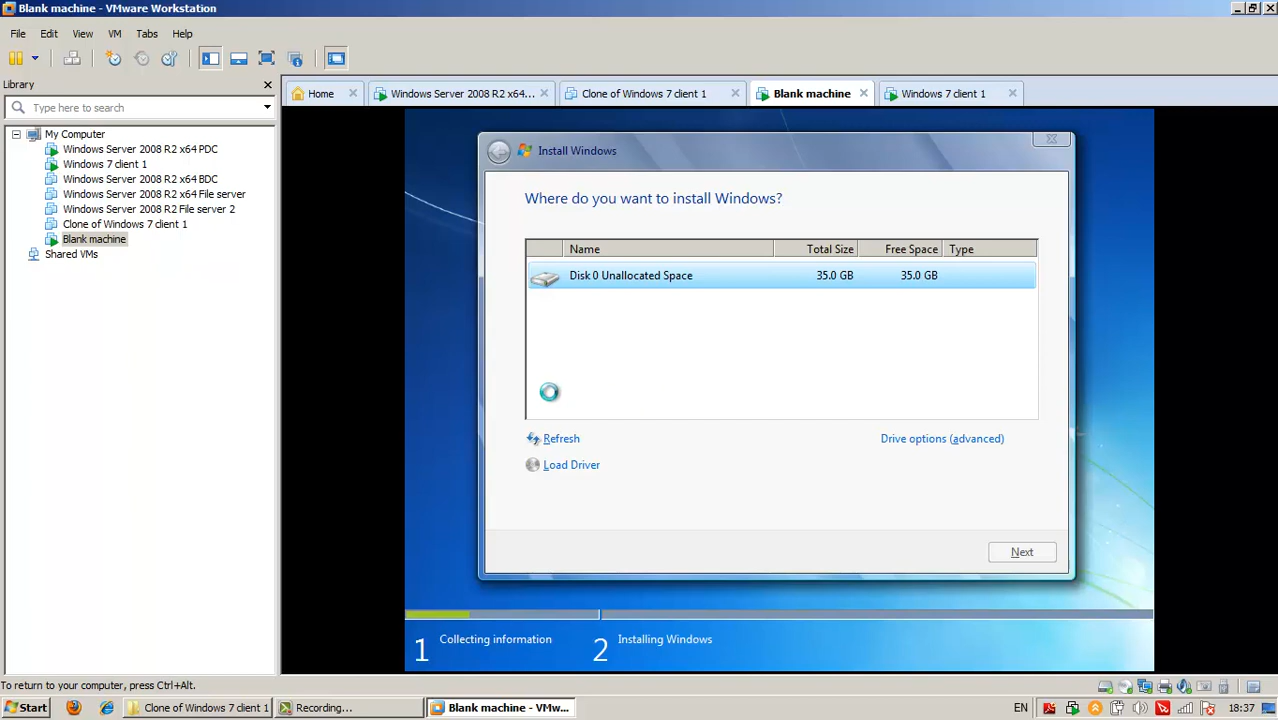 Blank machine - VMware Workstation
File Edit View VM Tabs Help
Library
Type here to search
Home
Windows Server 2008 R2 x64...
Clone of Windows 7 client 1
Blank machine
Windows 7 client 1
My Computer
Windows Server 2008 R2 x64 PDC
Windows 7 client 1
Windows Server 2008 R2 x64 BDC
Windows Server 2008 R2 x64 File server
Windows Server 2008 R2 File server 2
Clone of Windows 7 client 1
Blank machine
Shared VMs
Install Windows
Where do you want to install Windows?
Name Total Size Free Space Type
Disk 0 Unallocated Space 35.0 GB 35.0 GB
Refresh
Drive options (advanced)
Load Driver
Next
1 Collecting information
2 Installing Windows
To return to your computer, press Ctrl+Alt.
Start
Clone of Windows 7 client 1
Recording...
Blank machine - VMw...
EN
18:37